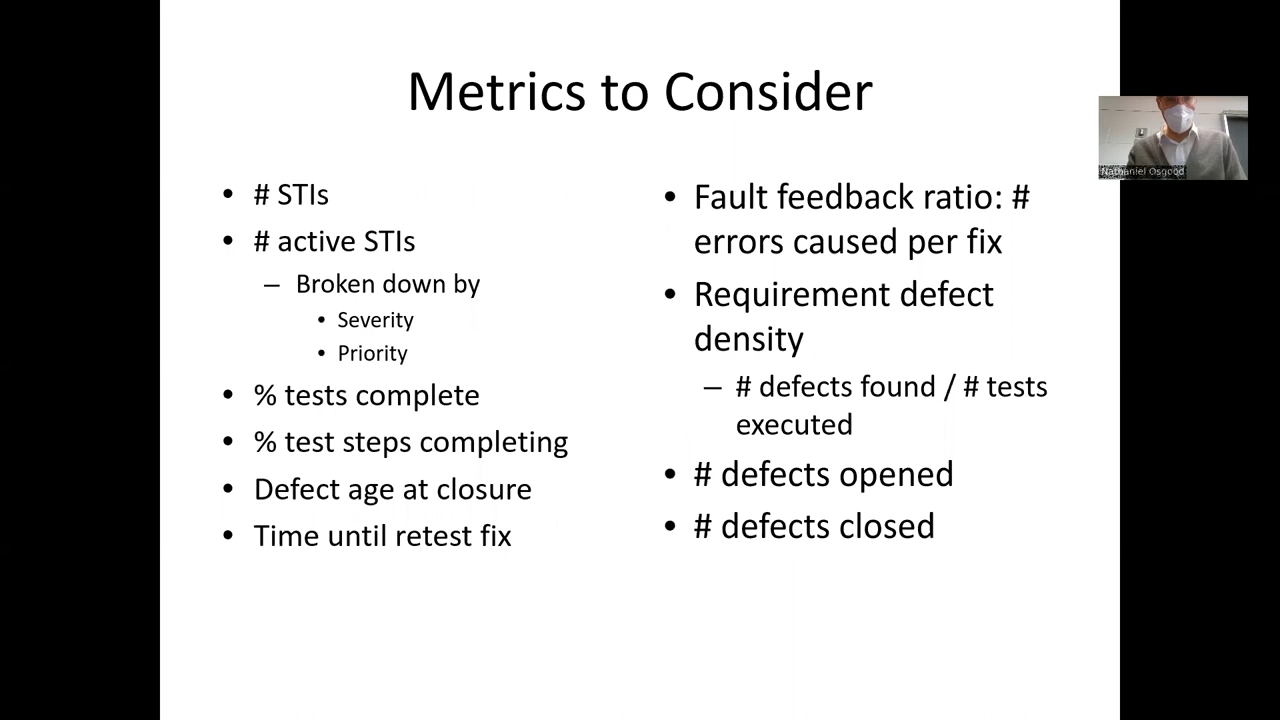 Metrics to Consider
• # STIs
• # active STIs
– Broken down by
• Severity
• Priority
• % tests complete
• % test steps completing
• Defect age at closure
• Time until retest fix
• Fault feedback ratio: #
errors caused per fix
• Requirement defect
density
– # defects found / # tests
executed
• # defects opened
• # defects closed
Nathaniel Osgood